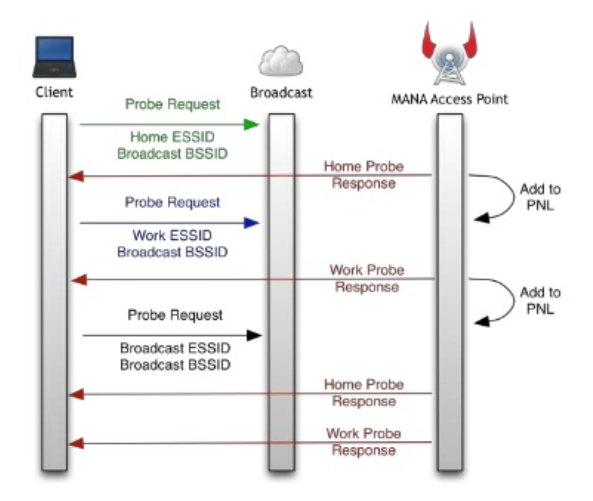 Client
Broadcast
MANA Access Point
Probe Request
Home ESSID
Broadcast BSSID
Home Probe
Response
Add to
PNL
Probe Request
Work ESSID
Broadcast BSSID
Work Probe
Response
Add to
PNL
Probe Request
Broadcast ESSID
Broadcast BSSID
Home Probe
Response
Work Probe
Response